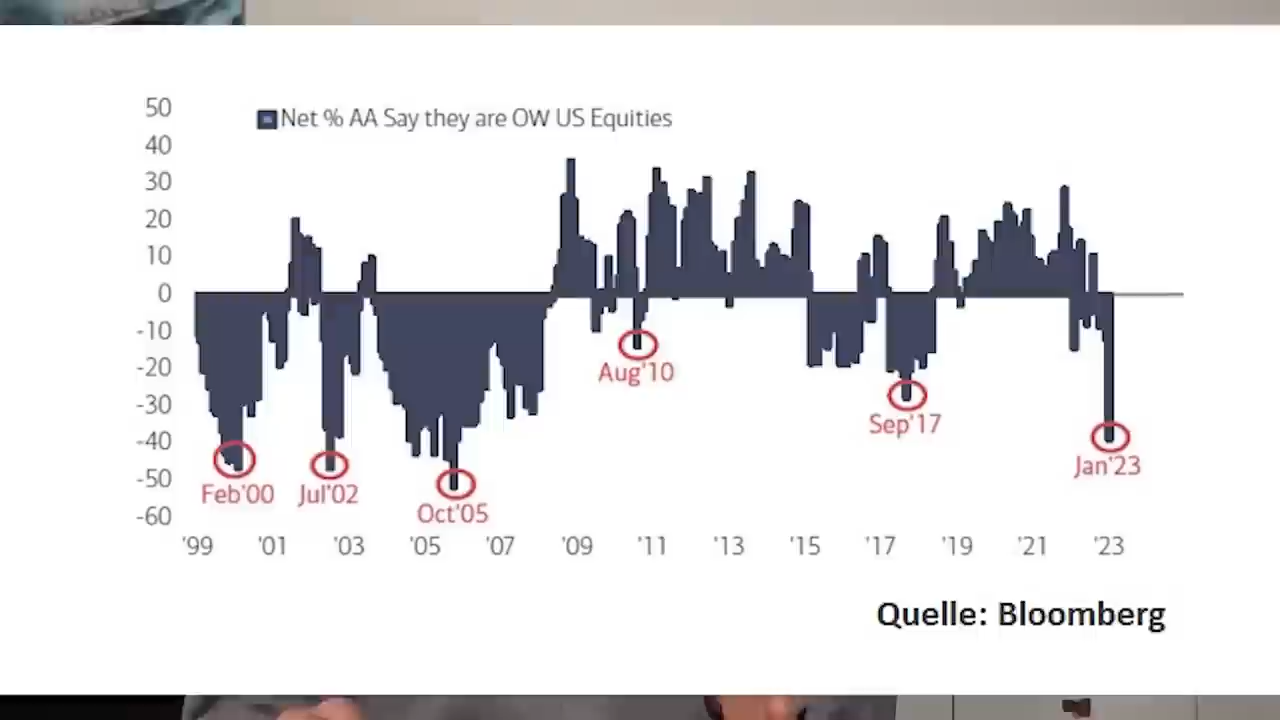 50
Net % AA Say they are OW US Equities
40
30
20
10
0
-10
-20
-30
-40
-50
-60
Aug'10
Sep'17
Jan'23
Feb'00
Jul'02
Oct'05
'99 '01 '03 '05 '07 '09 '11 '13 '15 '17 '19 '21 '23
Quelle: Bloomberg